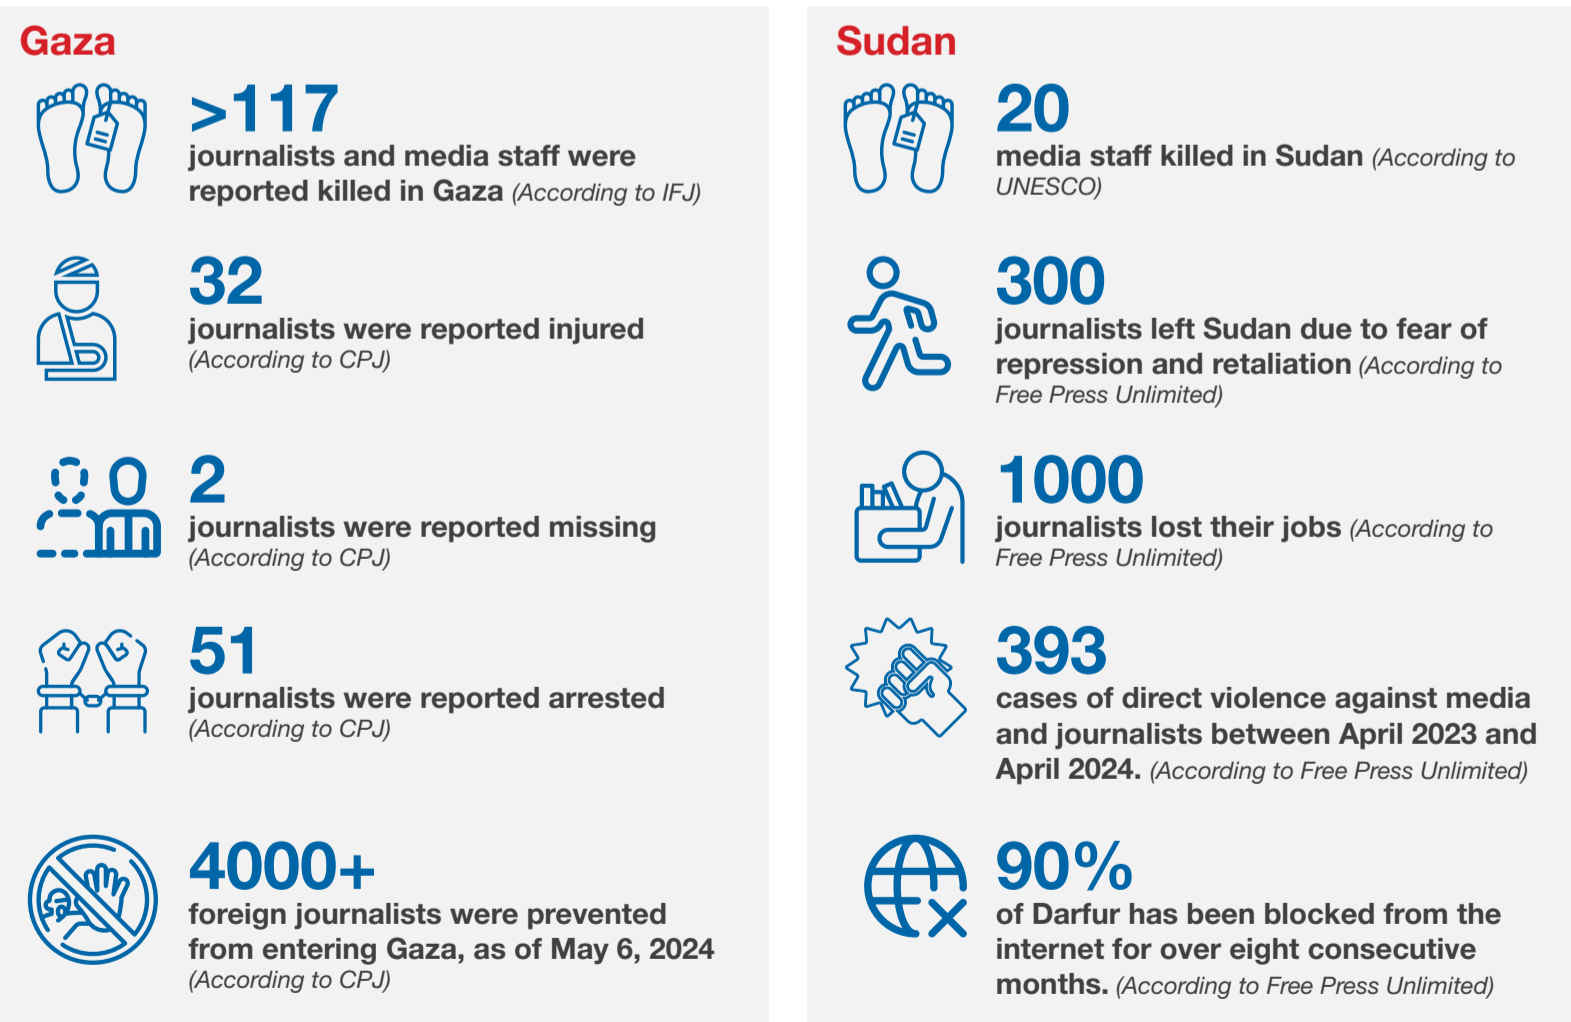 Gaza
>117
journalists and media staff were
reported killed in Gaza (According to IFJ)
32
journalists were reported injured
(According to CPJ)
2
journalists were reported missing
(According to CPJ)
51
journalists were reported arrested
(According to CPJ)
4000+
foreign journalists were prevented
from entering Gaza, as of May 6, 2024
(According to CPJ)
Sudan
20
media staff killed in Sudan (According to
UNESCO)
300
journalists left Sudan due to fear of
repression and retaliation (According to
Free Press Unlimited)
1000
journalists lost their jobs (According to
Free Press Unlimited)
393
cases of direct violence against media
and journalists between April 2023 and
April 2024. (According to Free Press Unlimited)
90%
of Darfur has been blocked from the
internet for over eight consecutive
months. (According to Free Press Unlimited)